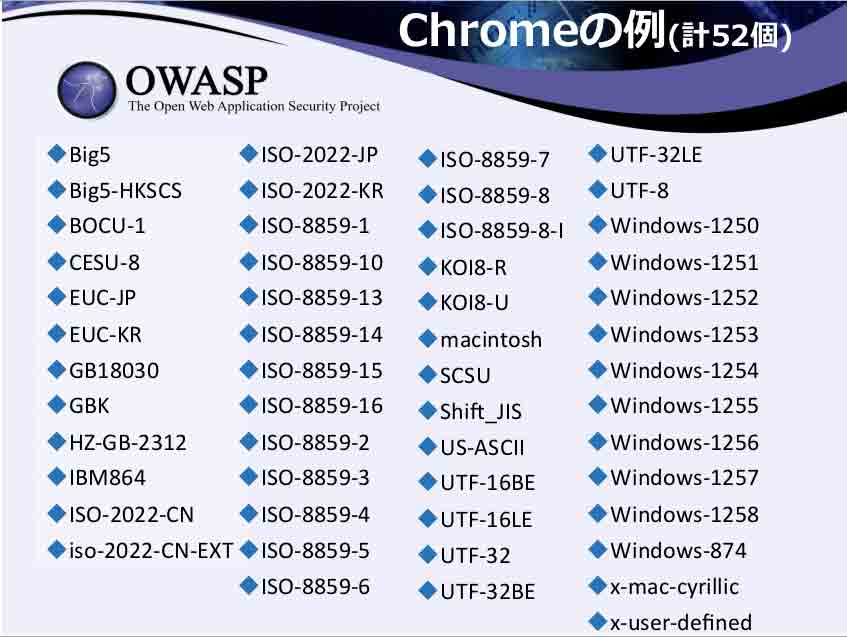 Chromeの例(計52個)
OWASP
The Open Web Application Security Project
Big5
Big5-HKSCS
BOCU-1
CESU-8
EUC-JP
EUC-KR
GB18030
GBK
HZ-GB-2312
IBM864
ISO-2022-CN
iso-2022-CN-EXT
ISO-2022-JP
ISO-2022-KR
ISO-8859-1
ISO-8859-10
ISO-8859-13
ISO-8859-14
ISO-8859-15
ISO-8859-16
ISO-8859-2
ISO-8859-3
ISO-8859-4
ISO-8859-5
ISO-8859-6
ISO-8859-7
ISO-8859-8
ISO-8859-8-I
KOI8-R
KOI8-U
macintosh
SCSU
Shift_JIS
US-ASCII
UTF-16BE
UTF-16LE
UTF-32
UTF-32BE
UTF-32LE
UTF-8
Windows-1250
Windows-1251
Windows-1252
Windows-1253
Windows-1254
Windows-1255
Windows-1256
Windows-1257
Windows-1258
Windows-874
x-mac-cyrillic
x-user-defined